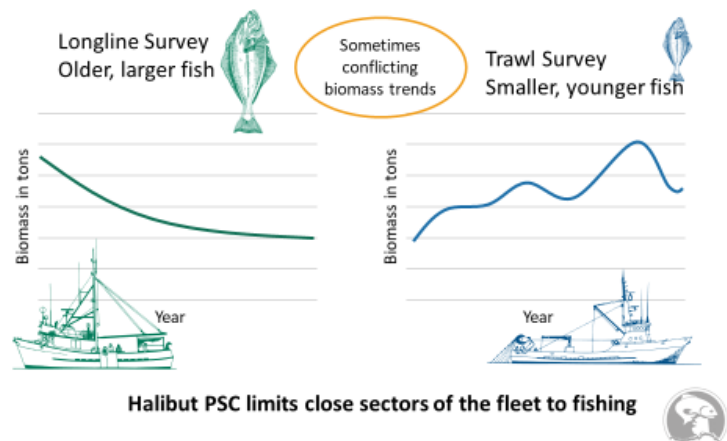 Longline Survey
Older, larger fish
Sometimes
conflicting
biomass trends
Trawl Survey
Smaller, younger fish
Biomass in tons
Year
Biomass in tons
Year
Halibut PSC limits close sectors of the fleet to fishing